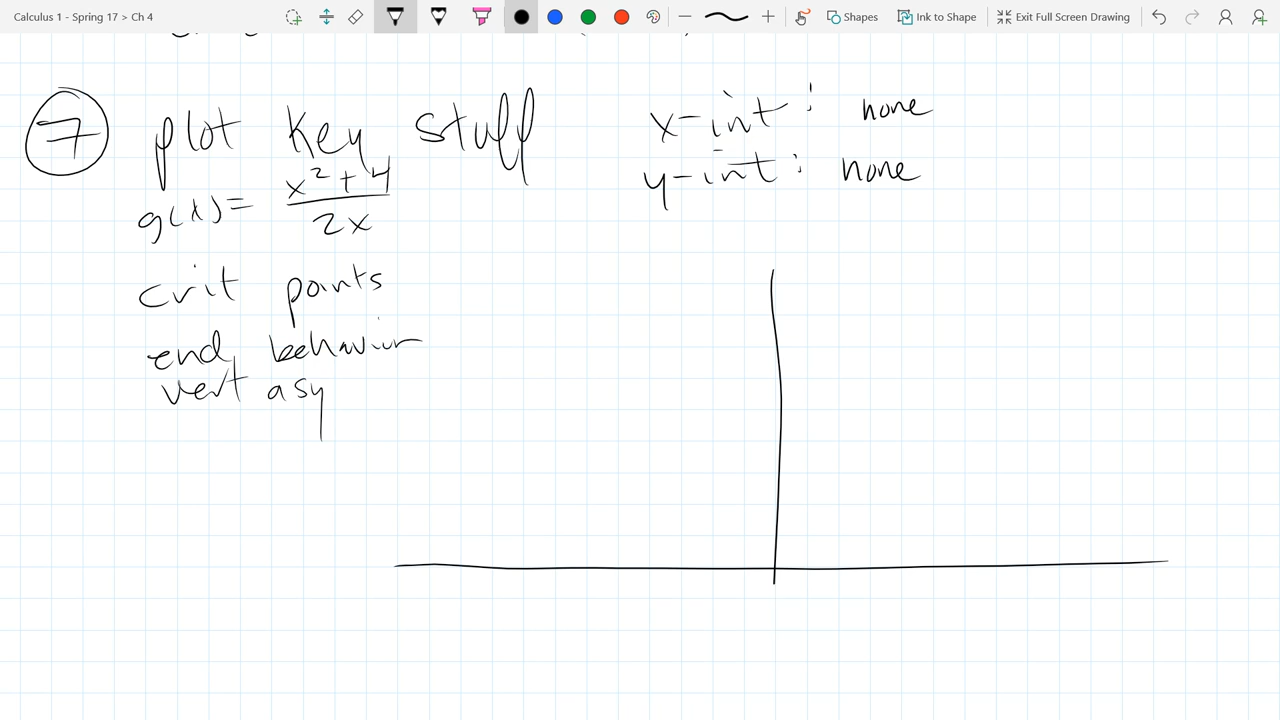 Calculus 1 - Spring 17 > Ch 4
Shapes
Ink to Shape
Exit Full Screen Drawing
7 plot key stuff
g(x) = x² + 4 / 2x
crit points
end behavior
vert asy
x-int : none
y-int : none